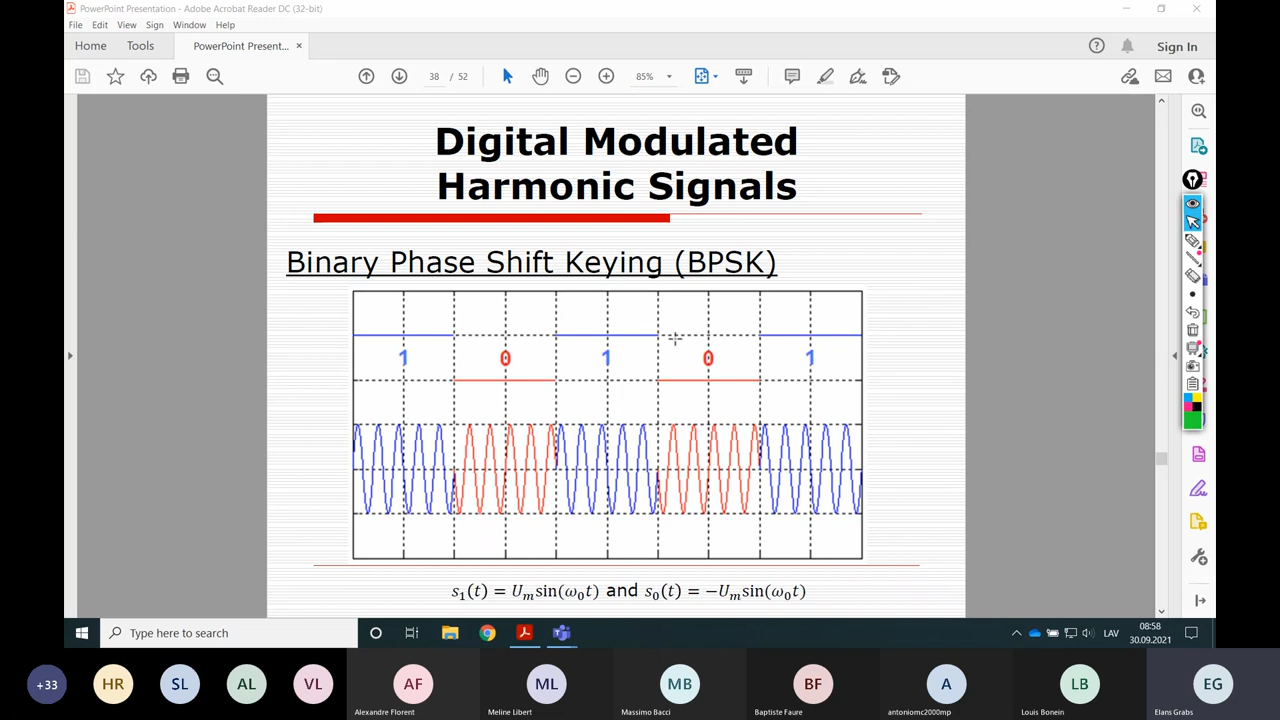 PowerPoint Presentation - Adobe Acrobat Reader DC (32-bit)
File Edit View Sign Window Help
Home Tools PowerPoint Present... × Sign In
38 / 52 85%
Digital Modulated
Harmonic Signals
Binary Phase Shift Keying (BPSK)
1 0 1 0 1
s₁(t) = Uₘsin(ω₀t) and s₀(t) = −Uₘsin(ω₀t)
Type here to search
LAV
08:58
30.09.2021
+33 HR SL AL VL AF ML MB BF A LB EG
Alexandre Florent Meline Libert Massimo Bacci Baptiste Faure antoniomc2000mp Louis Bonein Elans Grabs